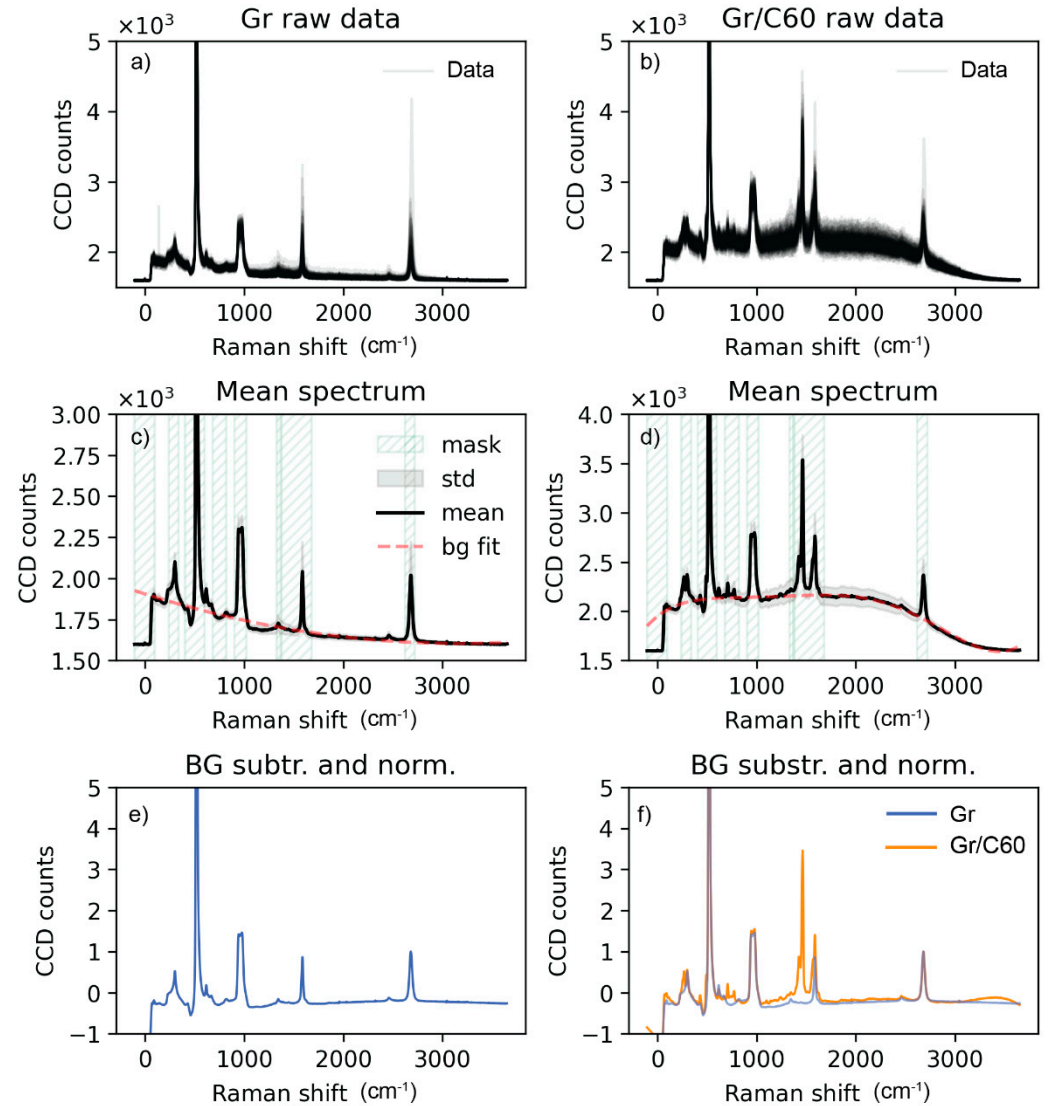 Gr raw data
×10³
a)
Data
5
4
3
2
CCD counts
0 1000 2000 3000
Raman shift (cm⁻¹)
Gr/C60 raw data
×10³
b)
Data
5
4
3
2
CCD counts
0 1000 2000 3000
Raman shift (cm⁻¹)
Mean spectrum
×10³
c)
mask
std
mean
bg fit
3.00
2.75
2.50
2.25
2.00
1.75
1.50
CCD counts
0 1000 2000 3000
Raman shift (cm⁻¹)
Mean spectrum
×10³
d)
4.0
3.5
3.0
2.5
2.0
1.5
CCD counts
0 1000 2000 3000
Raman shift (cm⁻¹)
BG subtr. and norm.
e)
5
4
3
2
1
0
−1
CCD counts
0 1000 2000 3000
Raman shift (cm⁻¹)
BG substr. and norm.
f)
Gr
Gr/C60
5
4
3
2
1
0
−1
CCD counts
0 1000 2000 3000
Raman shift (cm⁻¹)